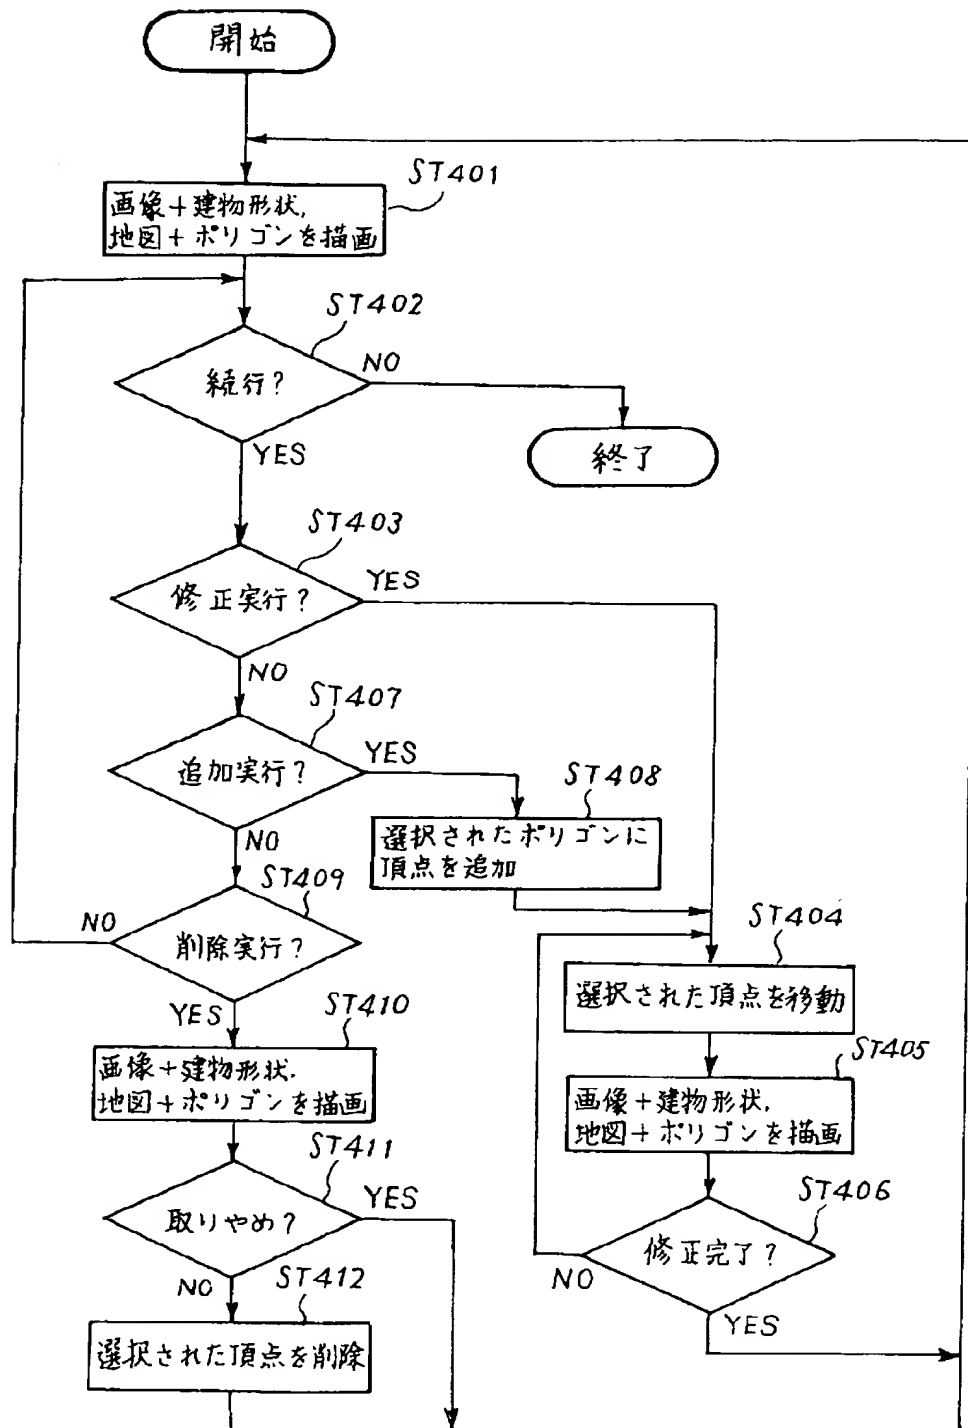 開始
ST401
画像+建物形状,
地図+ポリゴンを描画
ST402
続行?
NO
YES
終了
ST403
修正実行?
YES
NO
ST407
追加実行?
YES
NO
ST408
選択されたポリゴンに
頂点を追加
ST409
削除実行?
NO
YES
ST404
選択された頂点を移動
ST410
画像+建物形状.
地図+ポリゴンを描画
ST405
画像+建物形状,
地図+ポリゴンを描画
ST411
取りやめ?
YES
NO
ST406
修正完了?
NO
YES
ST412
選択された頂点を削除